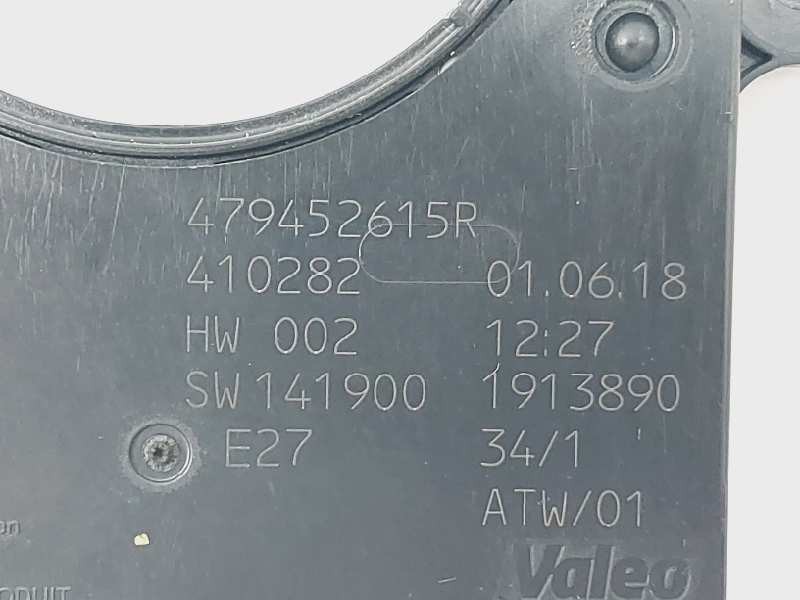 479452615R
410282 01.06.18
HW 002 12:27
SW 141900 1913890
E27 34/1
ATW/01
Valeo